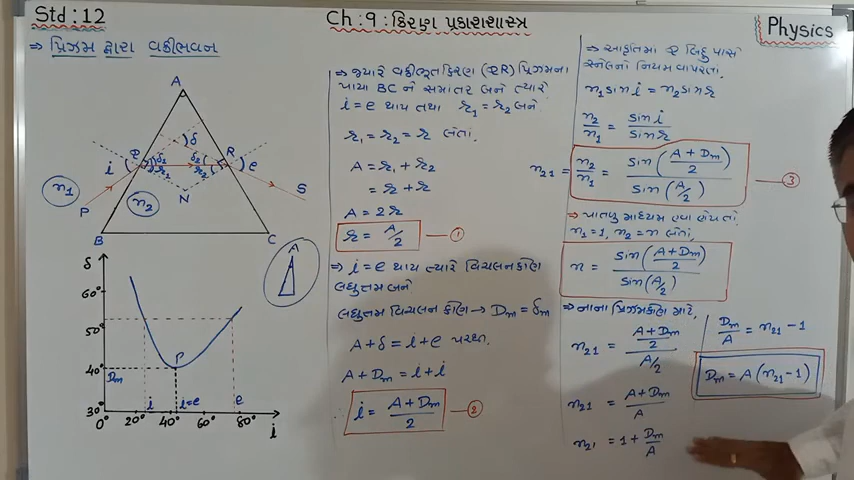 Std : 12
Ch : 9 : કિરણ પ્રકાશશાસ્ત્ર
Physics
⇒ પ્રિઝમ દ્વારા વક્રીભવન
A
δ
i
Q
R
e
δ₁
δ₂
r₁
r₂
n₁
n₂
N
P
S
B
C
A
δ
60°
50°
40°
30°
Dm
P
i
i=e
e
0°
20°
40°
60°
80°
i
⇒ જ્યારે વક્રીભૂતકિરણ (QR) પ્રિઝમના
પાયા BC ને સમાંતર બને ત્યારે
i = e થાય તથા r₁ = r₂ બને
r₁ = r₂ = r લેતાં.
A = r₁ + r₂
= r + r
A = 2r
r = A/2 — ①
⇒ i = e થાય ત્યારે વિચલનકોણ
લઘુત્તમ બને
લઘુત્તમ વિચલન કોણ → Dm = δm
A + δ = i + e પરથી.
A + Dm = i + i
i = (A + Dm)/2 — ②
⇒ આકૃતિમાં Q બિંદુ પાસે
સ્નેલનો નિયમ વાપરતાં.
n₁ sin i = n₂ sin r
n₂/n₁ = sin i / sin r
n₂₁ = n₂/n₁ = sin((A + Dm)/2) / sin(A/2) — ③
n₁ = 1, n₂ = n લેતાં,
n = sin((A + Dm)/2) / sin(A/2)
⇒ નાના પ્રિઝમકોણ માટે,
n₂₁ = ((A + Dm)/2) / (A/2)
n₂₁ = (A + Dm)/A
n₂₁ = 1 + Dm/A
Dm/A = n₂₁ - 1
Dm = A(n₂₁ - 1)